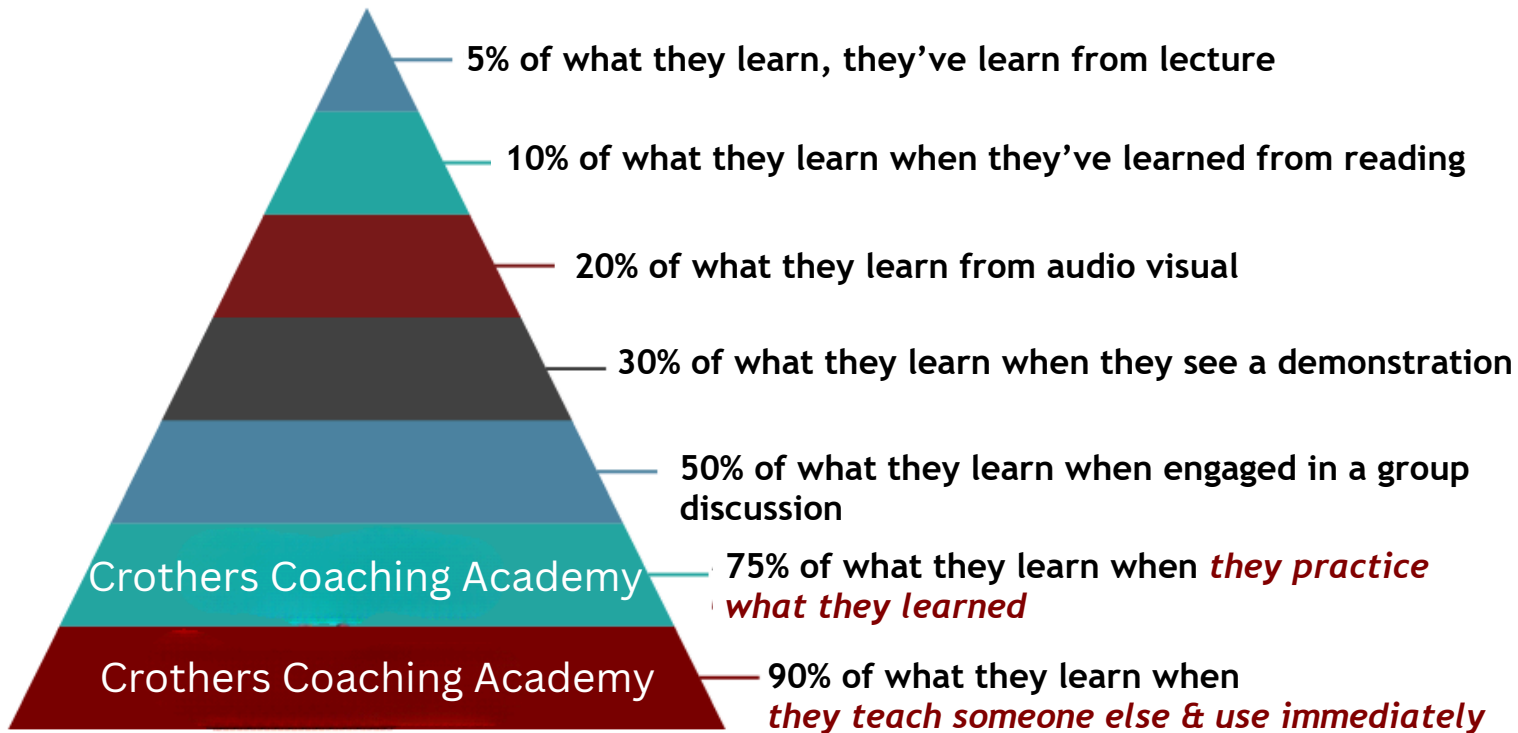 5% of what they learn, they’ve learn from lecture
10% of what they learn when they’ve learned from reading
20% of what they learn from audio visual
30% of what they learn when they see a demonstration
50% of what they learn when engaged in a group
discussion
Crothers Coaching Academy
75% of what they learn when they practice
what they learned
Crothers Coaching Academy
90% of what they learn when
they teach someone else & use immediately